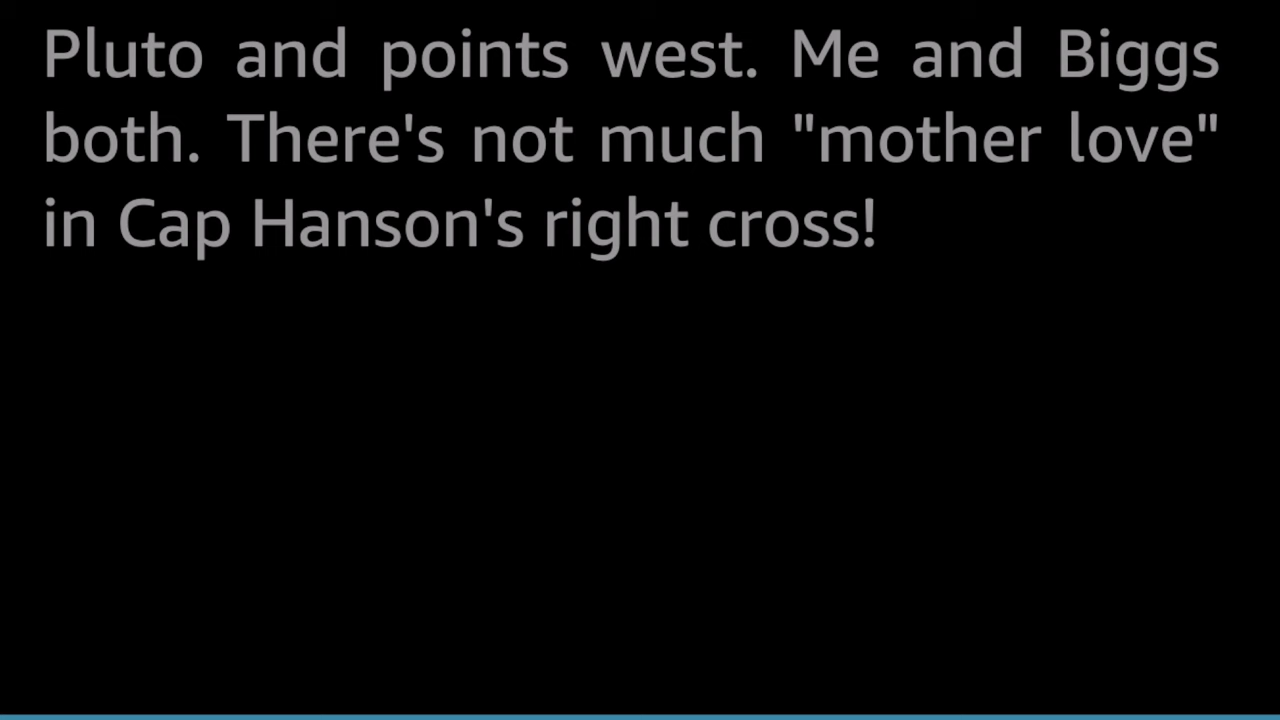 Pluto and points west. Me and Biggs
both. There's not much "mother love"
in Cap Hanson's right cross!